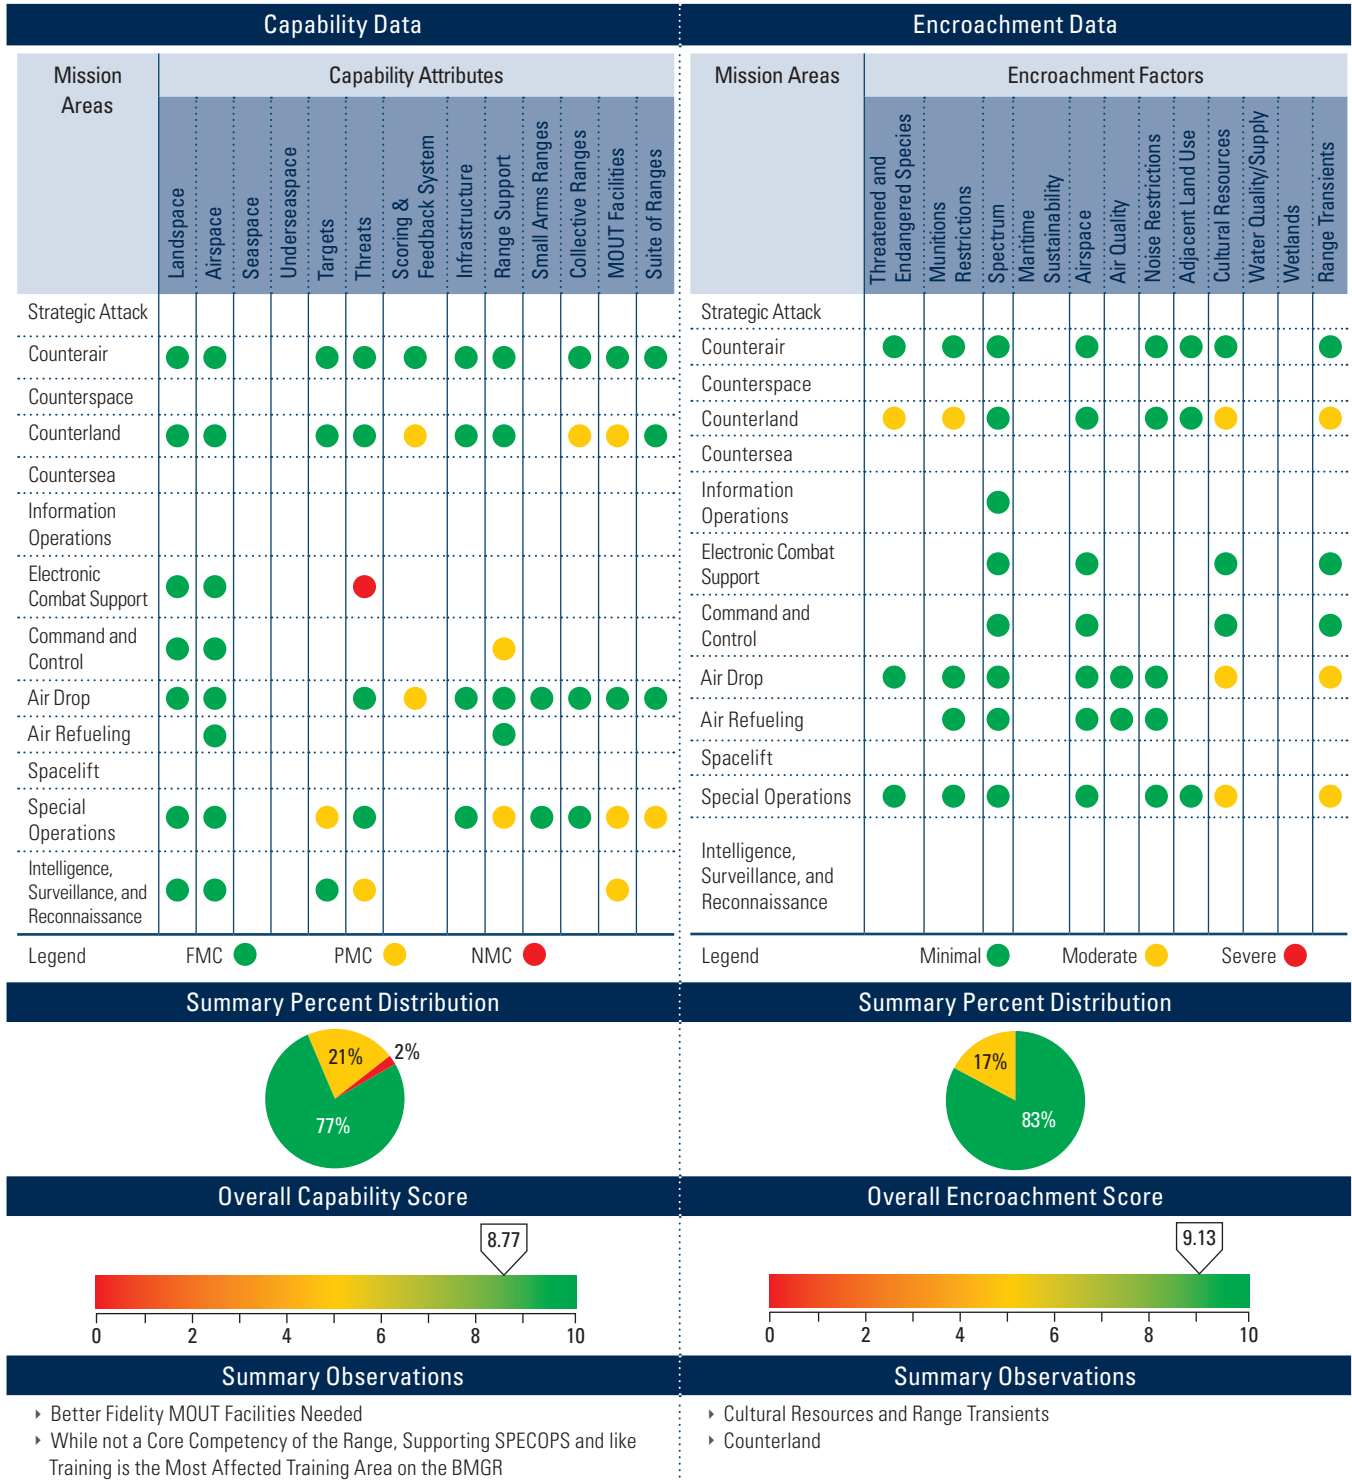 Capability Data
Mission
Areas
Capability Attributes
Landspace
Airspace
Seaspace
Underseaspace
Targets
Threats
Scoring &
Feedback System
Infrastructure
Range Support
Small Arms Ranges
Collective Ranges
MOUT Facilities
Suite of Ranges
Strategic Attack
Counterair
Counterspace
Counterland
Countersea
Information
Operations
Electronic
Combat Support
Command and
Control
Air Drop
Air Refueling
Spacelift
Special
Operations
Intelligence,
Surveillance, and
Reconnaissance
Legend
FMC
PMC
NMC
Summary Percent Distribution
21%
2%
77%
Overall Capability Score
8.77
0 2 4 6 8 10
Summary Observations
‣ Better Fidelity MOUT Facilities Needed
‣ While not a Core Competency of the Range, Supporting SPECOPS and like
Training is the Most Affected Training Area on the BMGR
Encroachment Data
Mission Areas
Encroachment Factors
Threatened and
Endangered Species
Munitions
Restrictions
Spectrum
Maritime
Sustainability
Airspace
Air Quality
Noise Restrictions
Adjacent Land Use
Cultural Resources
Water Quality/Supply
Wetlands
Range Transients
Strategic Attack
Counterair
Counterspace
Counterland
Countersea
Information
Operations
Electronic Combat
Support
Command and
Control
Air Drop
Air Refueling
Spacelift
Special Operations
Intelligence,
Surveillance, and
Reconnaissance
Legend
Minimal
Moderate
Severe
Summary Percent Distribution
17%
83%
Overall Encroachment Score
9.13
0 2 4 6 8 10
Summary Observations
‣ Cultural Resources and Range Transients
‣ Counterland